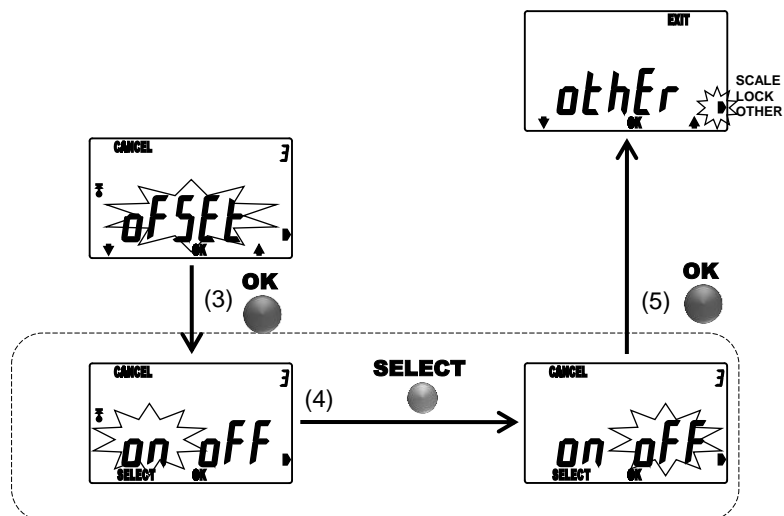 EXIT
othEr
OK
SCALE
LOCK
OTHER
CANCEL 3
oFSEt
OK
(3) OK
(5) OK
CANCEL 3
on oFF
SELECT OK
(4) SELECT
CANCEL 3
on oFF
SELECT OK